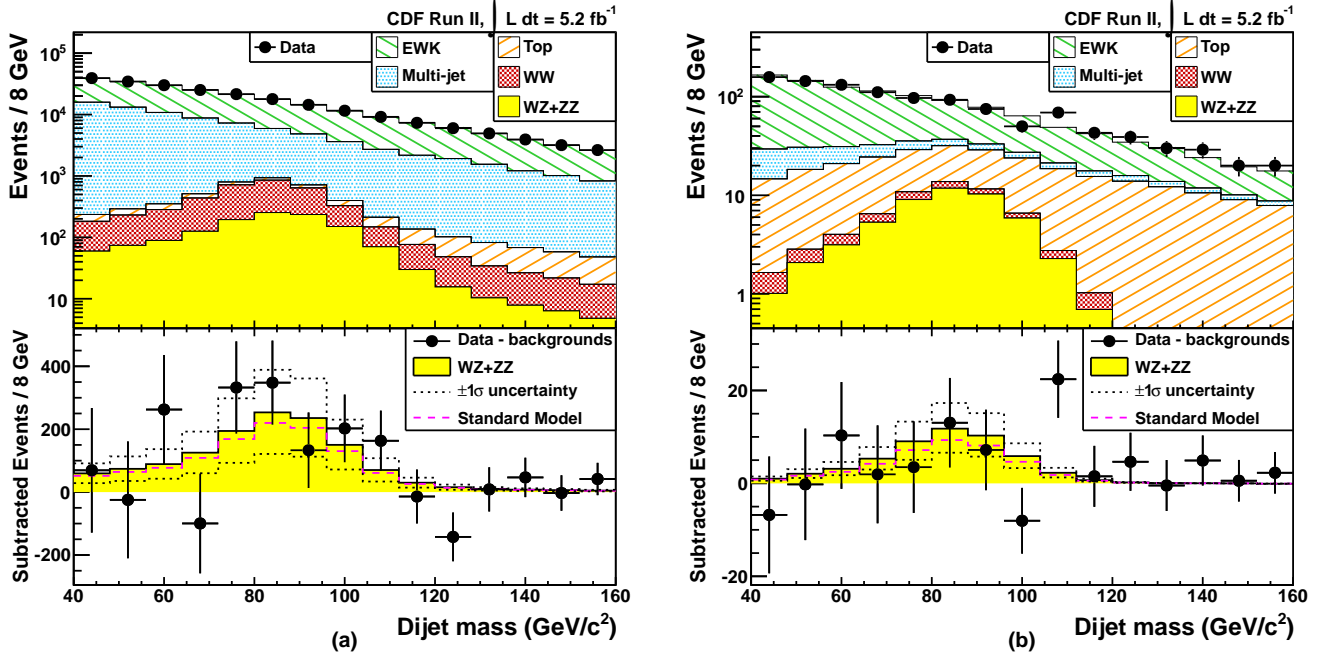 CDF Run II, ∫ L dt = 5.2 fb⁻¹
Data
EWK
Multi-jet
Top
WW
WZ+ZZ
Events / 8 GeV
10⁵
10⁴
10³
10²
10
Data - backgrounds
WZ+ZZ
±1σ uncertainty
Standard Model
Subtracted Events / 8 GeV
400
200
0
-200
40 60 80 100 120 140 160
Dijet mass (GeV/c²)
(a)
CDF Run II, ∫ L dt = 5.2 fb⁻¹
Data
EWK
Multi-jet
Top
WW
WZ+ZZ
Events / 8 GeV
10²
10
1
Data - backgrounds
WZ+ZZ
±1σ uncertainty
Standard Model
Subtracted Events / 8 GeV
20
0
-20
40 60 80 100 120 140 160
Dijet mass (GeV/c²)
(b)